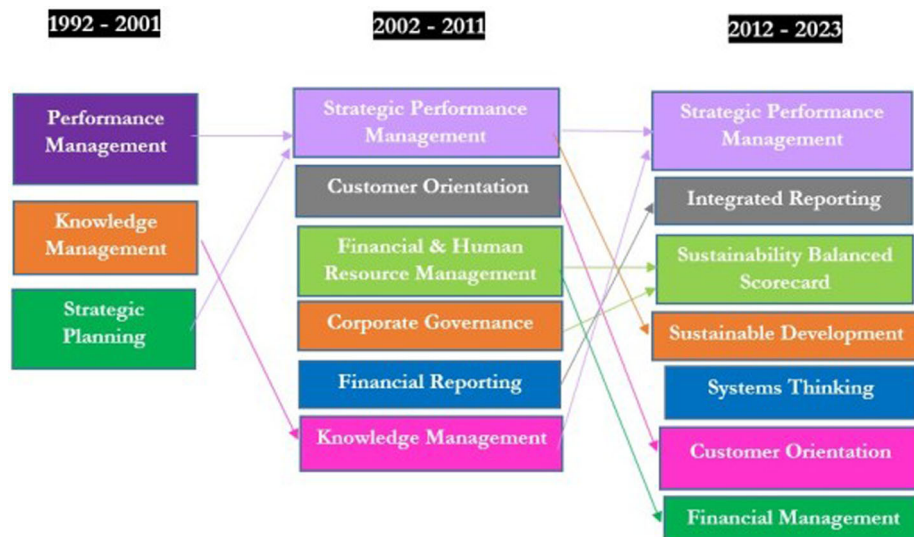 1992 - 2001
Performance
Management
Knowledge
Management
Strategic
Planning
2002 - 2011
Strategic Performance
Management
Customer Orientation
Financial & Human
Resource Management
Corporate Governance
Financial Reporting
Knowledge Management
2012 - 2023
Strategic Performance
Management
Integrated Reporting
Sustainability Balanced
Scorecard
Sustainable Development
Systems Thinking
Customer Orientation
Financial Management